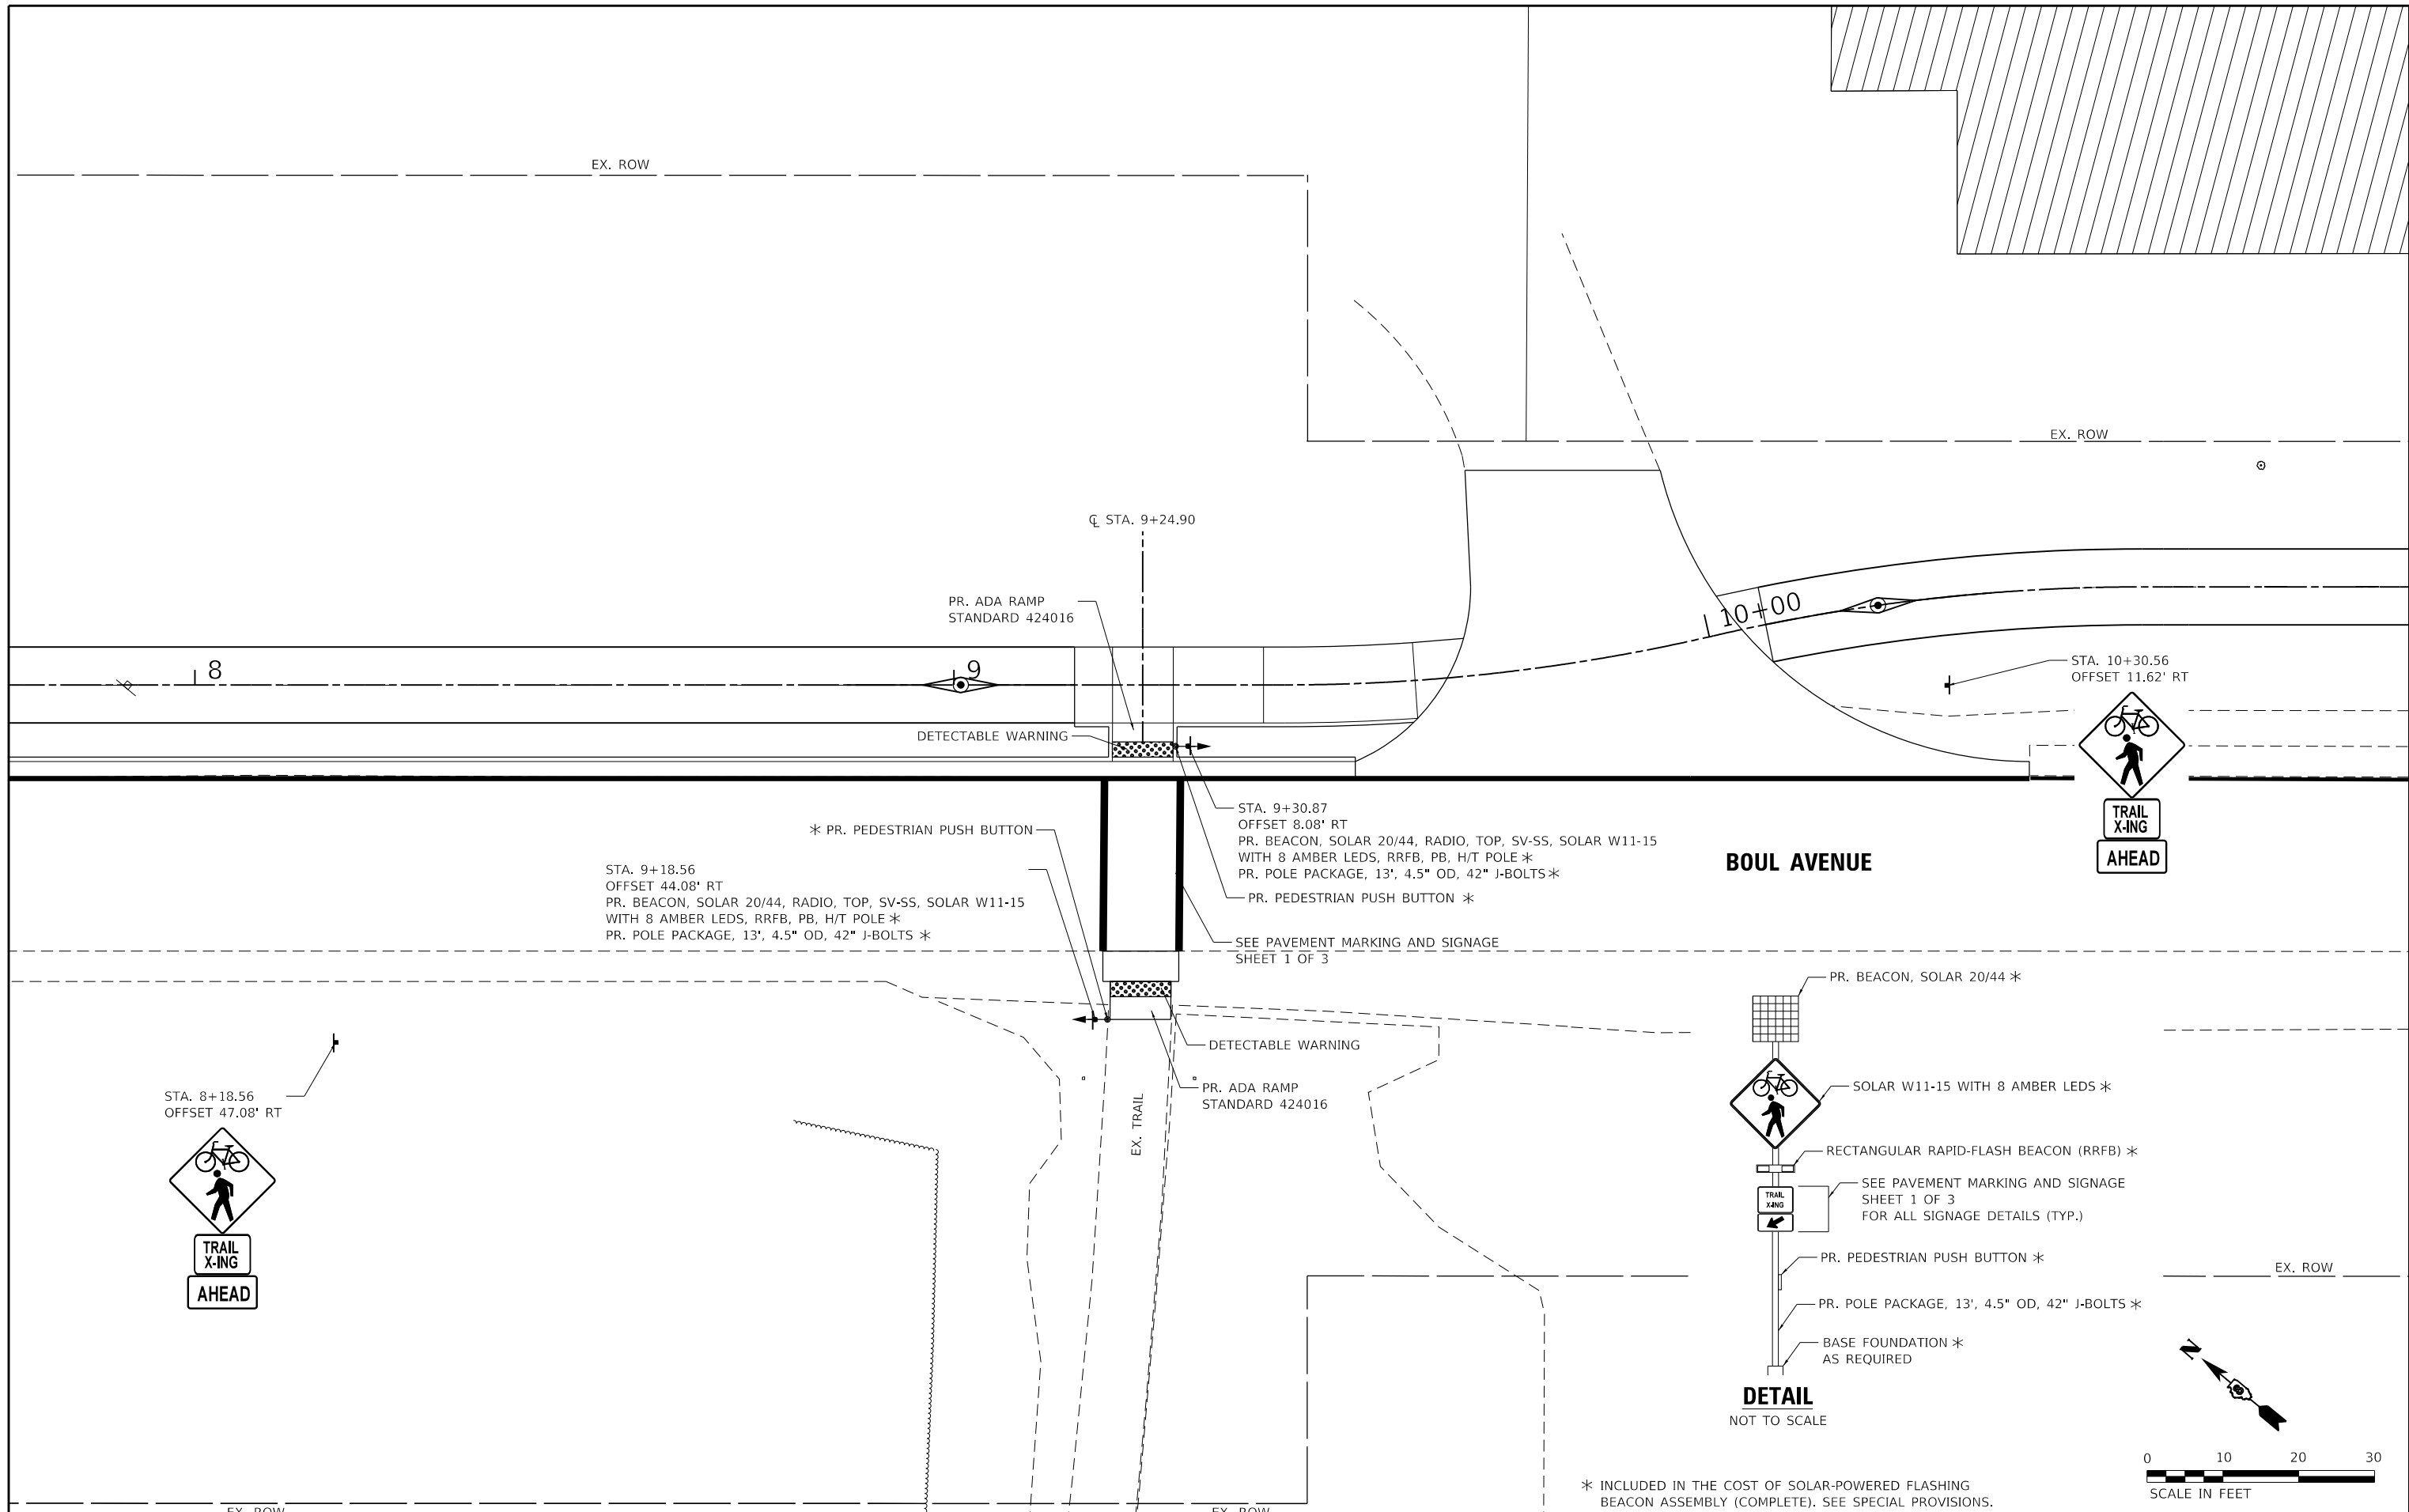 EX. ROW
EX. ROW
℄ STA. 9+24.90
PR. ADA RAMP
STANDARD 424016
10+00
8
9
STA. 10+30.56
OFFSET 11.62' RT
DETECTABLE WARNING
TRAIL
X-ING
AHEAD
STA. 9+30.87
OFFSET 8.08' RT
PR. BEACON, SOLAR 20/44, RADIO, TOP, SV-SS, SOLAR W11-15
WITH 8 AMBER LEDS, RRFB, PB, H/T POLE *
PR. POLE PACKAGE, 13', 4.5" OD, 42" J-BOLTS *
* PR. PEDESTRIAN PUSH BUTTON
BOUL AVENUE
STA. 9+18.56
OFFSET 44.08' RT
PR. BEACON, SOLAR 20/44, RADIO, TOP, SV-SS, SOLAR W11-15
WITH 8 AMBER LEDS, RRFB, PB, H/T POLE *
PR. POLE PACKAGE, 13', 4.5" OD, 42" J-BOLTS *
PR. PEDESTRIAN PUSH BUTTON *
SEE PAVEMENT MARKING AND SIGNAGE
SHEET 1 OF 3
PR. BEACON, SOLAR 20/44 *
DETECTABLE WARNING
STA. 8+18.56
OFFSET 47.08' RT
PR. ADA RAMP
STANDARD 424016
EX. TRAIL
SOLAR W11-15 WITH 8 AMBER LEDS *
RECTANGULAR RAPID-FLASH BEACON (RRFB) *
TRAIL
X-ING
SEE PAVEMENT MARKING AND SIGNAGE
SHEET 1 OF 3
FOR ALL SIGNAGE DETAILS (TYP.)
TRAIL
X-ING
AHEAD
PR. PEDESTRIAN PUSH BUTTON *
EX. ROW
PR. POLE PACKAGE, 13', 4.5" OD, 42" J-BOLTS *
BASE FOUNDATION *
AS REQUIRED
N
DETAIL
NOT TO SCALE
0 10 20 30
SCALE IN FEET
* INCLUDED IN THE COST OF SOLAR-POWERED FLASHING
BEACON ASSEMBLY (COMPLETE). SEE SPECIAL PROVISIONS.
EX. ROW
EX. ROW